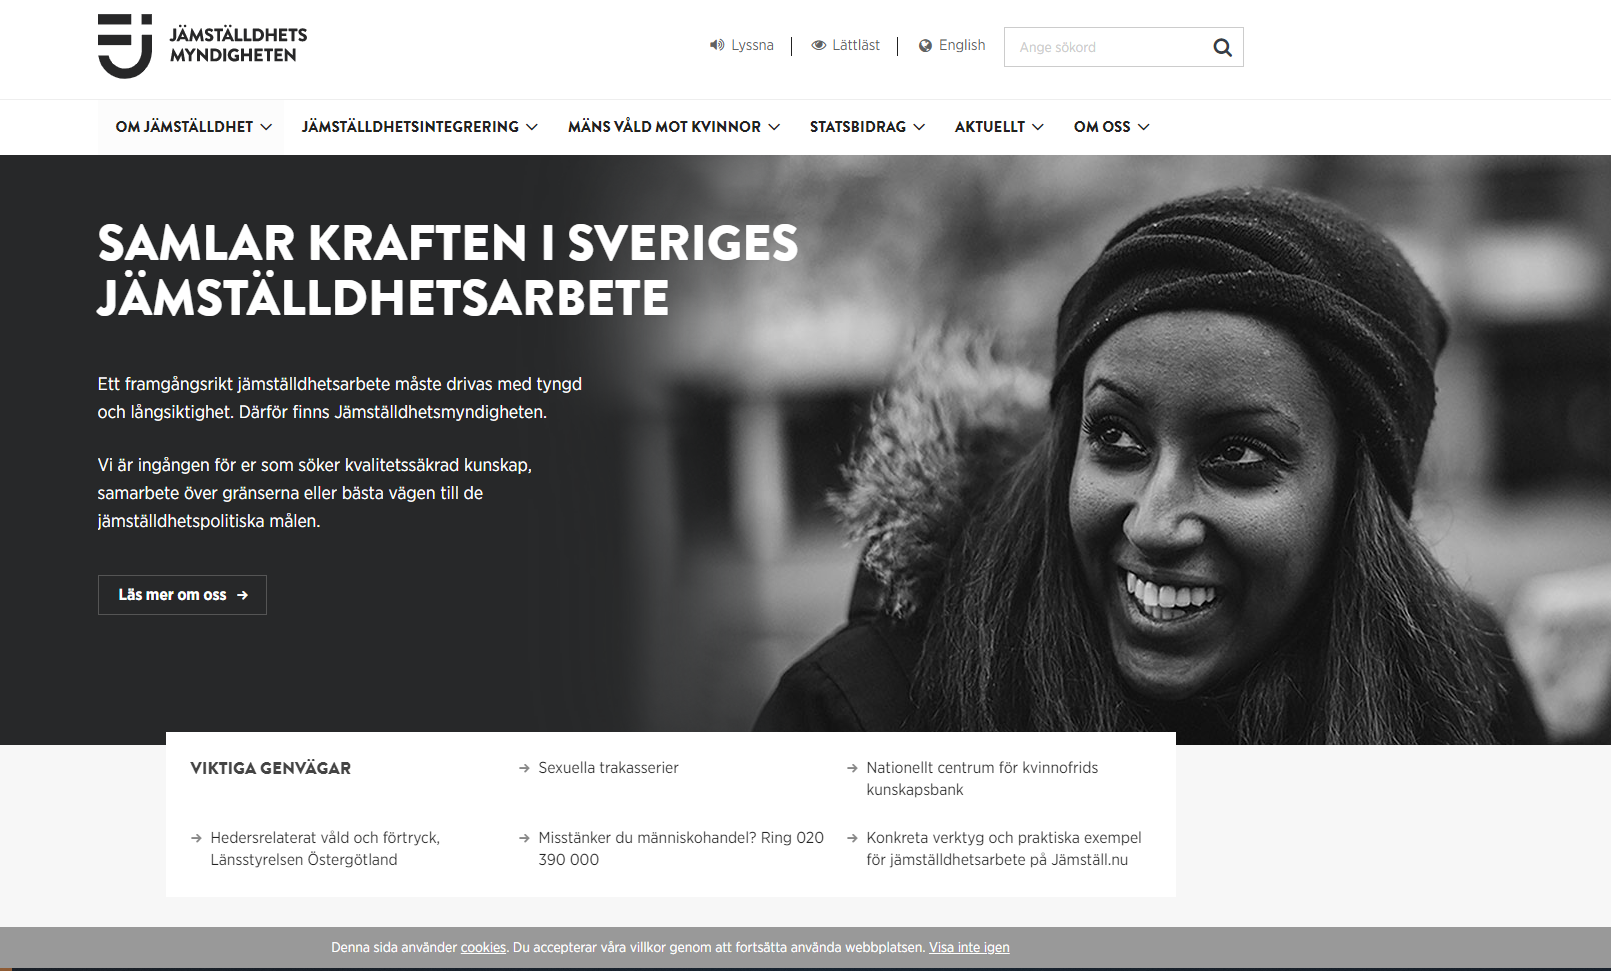 JÄMSTÄLLDHETS
MYNDIGHETEN
Lyssna
Lättläst
English
Ange sökord
OM JÄMSTÄLLDHET
JÄMSTÄLLDHETSINTEGRERING
MÄNS VÅLD MOT KVINNOR
STATSBIDRAG
AKTUELLT
OM OSS
SAMLAR KRAFTEN I SVERIGES
JÄMSTÄLLDHETSARBETE
Ett framgångsrikt jämställdhetsarbete måste drivas med tyngd
och långsiktighet. Därför finns Jämställdhetsmyndigheten.
Vi är ingången för er som söker kvalitetssäkrad kunskap,
samarbete över gränserna eller bästa vägen till de
jämställdhetspolitiska målen.
Läs mer om oss →
VIKTIGA GENVÄGAR
→ Sexuella trakasserier
→ Nationellt centrum för kvinnofrids
kunskapsbank
→ Hedersrelaterat våld och förtryck,
Länsstyrelsen Östergötland
→ Misstänker du människohandel? Ring 020
390 000
→ Konkreta verktyg och praktiska exempel
för jämställdhetsarbete på Jämställ.nu
Denna sida använder cookies. Du accepterar våra villkor genom att fortsätta använda webbplatsen. Visa inte igen